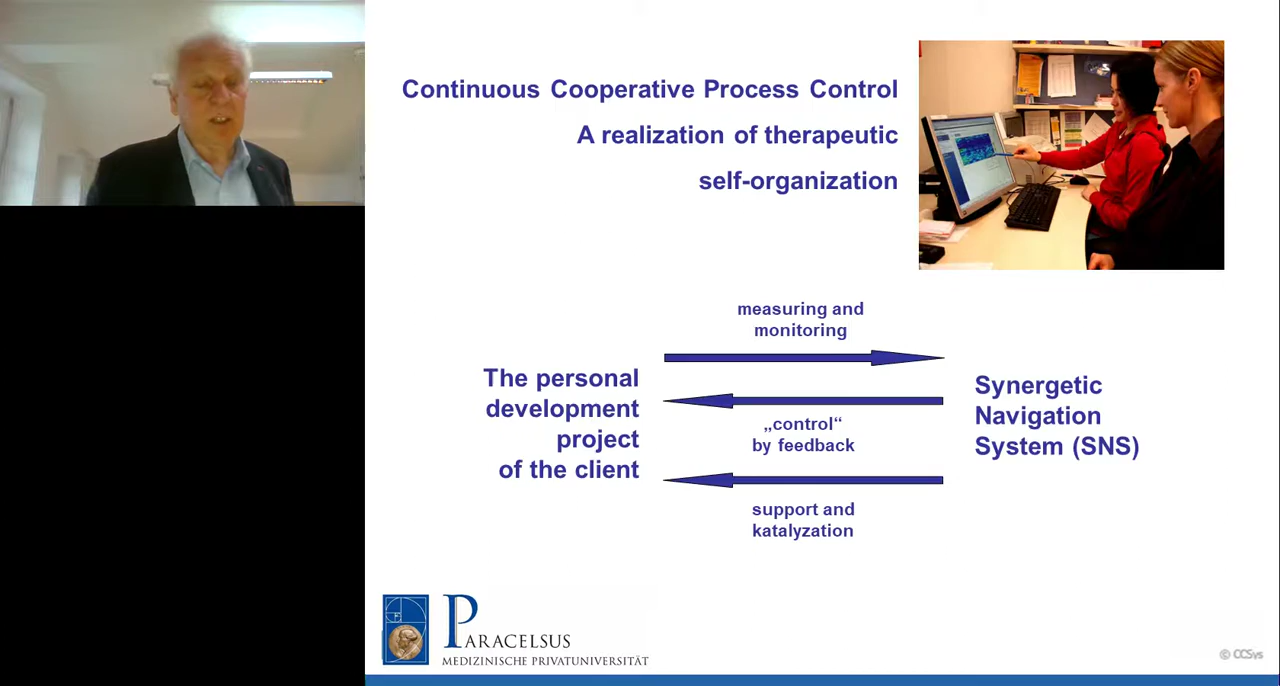 Continuous Cooperative Process Control
A realization of therapeutic
self-organization
measuring and
monitoring
The personal
development
project
of the client
„control“
by feedback
Synergetic
Navigation
System (SNS)
support and
katalyzation
PARACELSUS
MEDIZINISCHE PRIVATUNIVERSITÄT
© CCSys